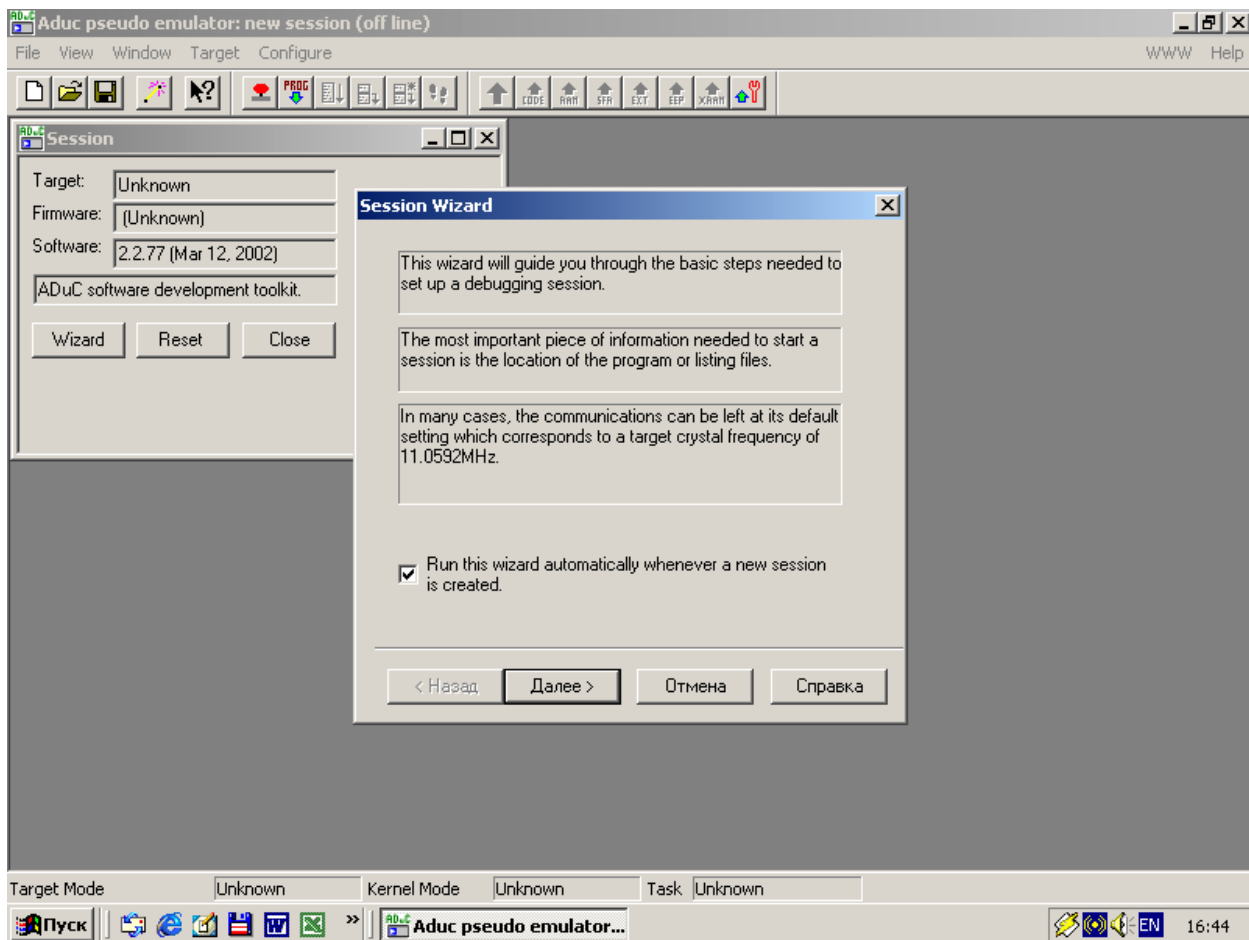 Aduc pseudo emulator: new session (off line)
File View Window Target Configure WWW Help
PROG CODE RAM SFR EXT EEP XRAM
Session
Target: Unknown
Firmware: (Unknown)
Software: 2.2.77 (Mar 12, 2002)
ADuC software development toolkit.
Wizard Reset Close
Session Wizard
This wizard will guide you through the basic steps needed to
set up a debugging session.
The most important piece of information needed to start a
session is the location of the program or listing files.
In many cases, the communications can be left at its default
setting which corresponds to a target crystal frequency of
11.0592MHz.
Run this wizard automatically whenever a new session
is created.
< Назад Далее > Отмена Справка
Target Mode Unknown Kernel Mode Unknown Task Unknown
Пуск » Aduc pseudo emulator... EN 16:44